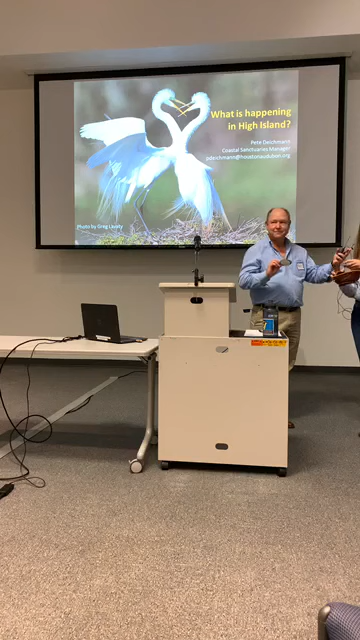 What is happening
in High Island?
Pete Deichmann
Coastal Sanctuaries Manager
pdeichmann@houstonaudubon.org
Photo by Greg Lavaty